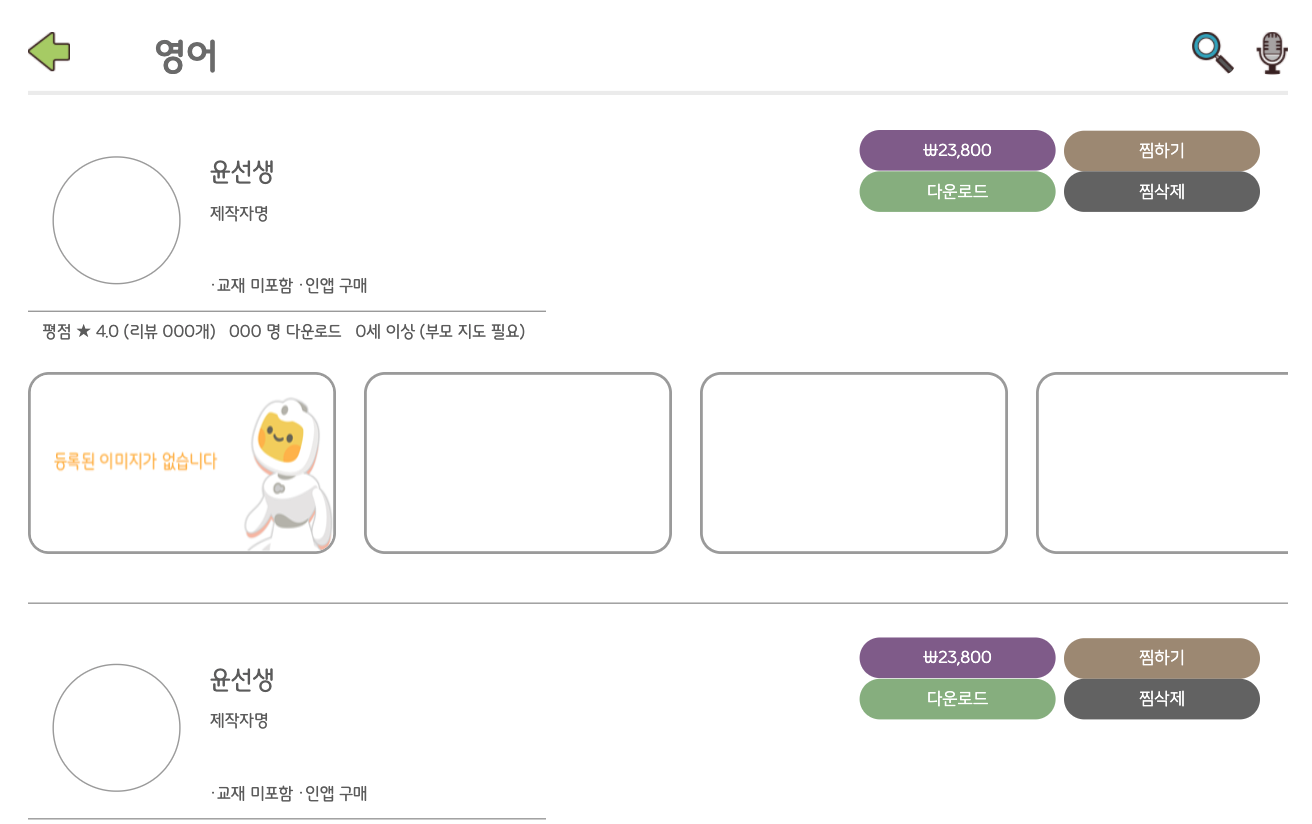 영어
윤선생
제작자명
·교재 미포함 ·인앱 구매
₩23,800
찜하기
다운로드
찜삭제
평점 ★ 4.0 (리뷰 000개) 000 명 다운로드 0세 이상 (부모 지도 필요)
등록된 이미지가 없습니다
윤선생
제작자명
·교재 미포함 ·인앱 구매
₩23,800
찜하기
다운로드
찜삭제